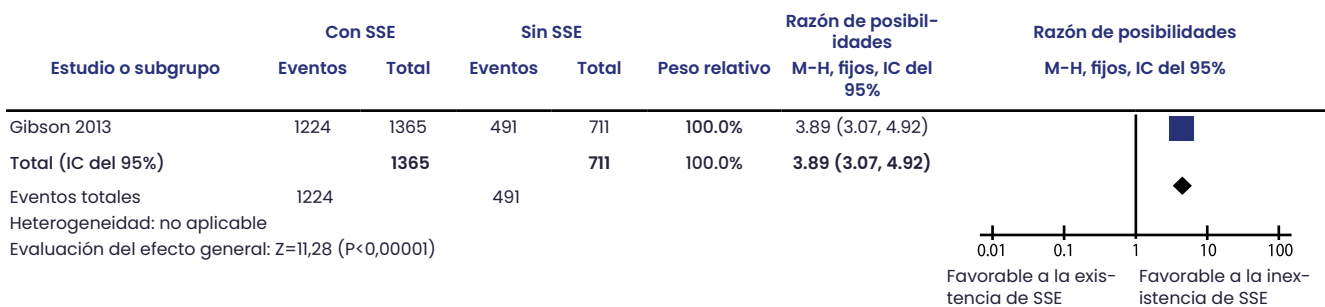 Con SSE Sin SSE Razón de posibil-
idades Razón de posibilidades
Estudio o subgrupo Eventos Total Eventos Total Peso relativo M-H, fijos, IC del
95% M-H, fijos, IC del 95%
Gibson 2013 1224 1365 491 711 100.0% 3.89 (3.07, 4.92)
Total (IC del 95%) 1365 711 100.0% 3.89 (3.07, 4.92)
Eventos totales 1224 491
Heterogeneidad: no aplicable
Evaluación del efecto general: Z=11,28 (P<0,00001)
0.01 0.1 1 10 100
Favorable a la exis-
tencia de SSE
Favorable a la inex-
istencia de SSE